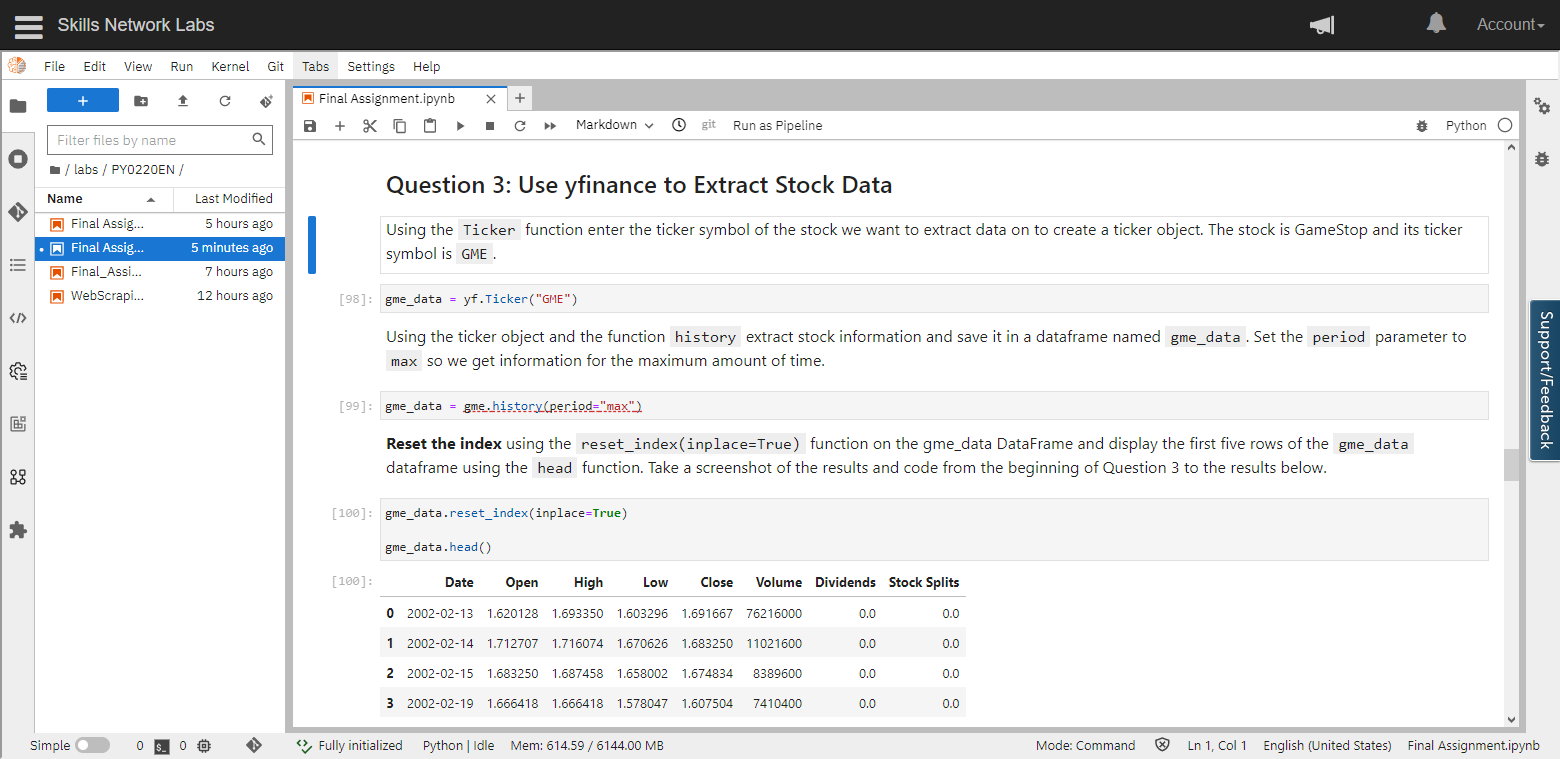 Skills Network Labs
Account
File Edit View Run Kernel Git Tabs Settings Help
Filter files by name
/ labs / PY0220EN /
Name Last Modified
Final Assig... 5 hours ago
Final Assig... 5 minutes ago
Final_Assi... 7 hours ago
WebScrapi... 12 hours ago
Final Assignment.ipynb
Markdown git Run as Pipeline Python
Question 3: Use yfinance to Extract Stock Data
Using the Ticker function enter the ticker symbol of the stock we want to extract data on to create a ticker object. The stock is GameStop and its ticker
symbol is GME.
[98]: gme_data = yf.Ticker("GME")
Using the ticker object and the function history extract stock information and save it in a dataframe named gme_data. Set the period parameter to
max so we get information for the maximum amount of time.
[99]: gme_data = gme.history(period="max")
Reset the index using the reset_index(inplace=True) function on the gme_data DataFrame and display the first five rows of the gme_data
dataframe using the head function. Take a screenshot of the results and code from the beginning of Question 3 to the results below.
[100]: gme_data.reset_index(inplace=True)
gme_data.head()
[100]: Date Open High Low Close Volume Dividends Stock Splits
0 2002-02-13 1.620128 1.693350 1.603296 1.691667 76216000 0.0 0.0
1 2002-02-14 1.712707 1.716074 1.670626 1.683250 11021600 0.0 0.0
2 2002-02-15 1.683250 1.687458 1.658002 1.674834 8389600 0.0 0.0
3 2002-02-19 1.666418 1.666418 1.578047 1.607504 7410400 0.0 0.0
Support/Feedback
Simple 0 $_ 0 Fully initialized Python | Idle Mem: 614.59 / 6144.00 MB Mode: Command Ln 1, Col 1 English (United States) Final Assignment.ipynb